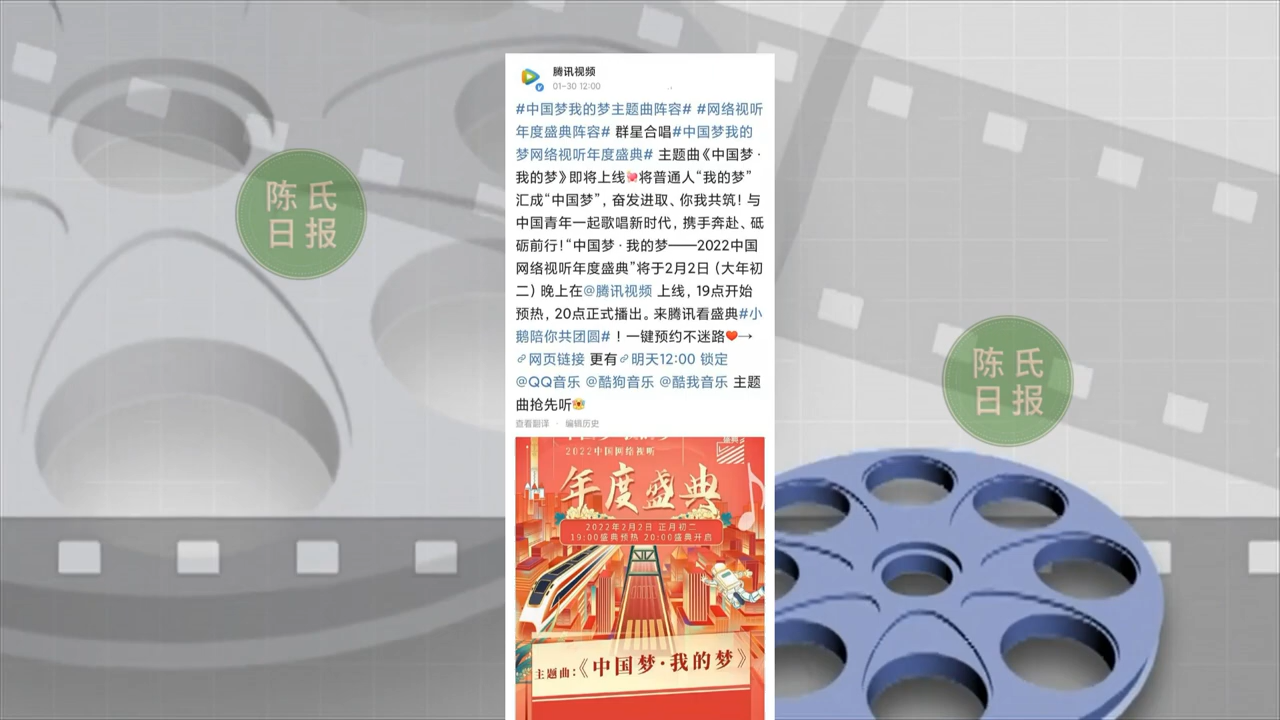 腾讯视频
01-30 12:00
#中国梦我的梦主题曲阵容# #网络视听
年度盛典阵容# 群星合唱#中国梦我的
梦网络视听年度盛典# 主题曲《中国梦·
我的梦》即将上线💘将普通人“我的梦”
汇成“中国梦”，奋发进取、你我共筑！与
中国青年一起歌唱新时代，携手奔赴、砥
砺前行！“中国梦·我的梦——2022中国
网络视听年度盛典”将于2月2日（大年初
二）晚上在@腾讯视频 上线，19点开始
预热，20点正式播出。来腾讯看盛典#小
鹅陪你共团圆#！一键预约不迷路❤→
网页链接 更有明天12:00 锁定
@QQ音乐 @酷狗音乐 @酷我音乐 主题
曲抢先听
查看翻译 · 编辑历史
2022中国网络视听
年度盛典
2022年2月2日 正月初二
19:00盛典预热 20:00盛典开启
主题曲：《中国梦·我的梦》
陈氏
日报
陈氏
日报